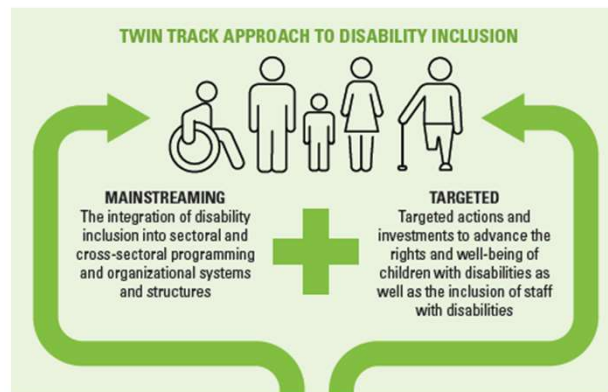 TWIN TRACK APPROACH TO DISABILITY INCLUSION
MAINSTREAMING
The integration of disability
inclusion into sectoral and
cross-sectoral programming
and organizational systems
and structures
TARGETED
Targeted actions and
investments to advance the
rights and well-being of
children with disabilities as
well as the inclusion of staff
with disabilities